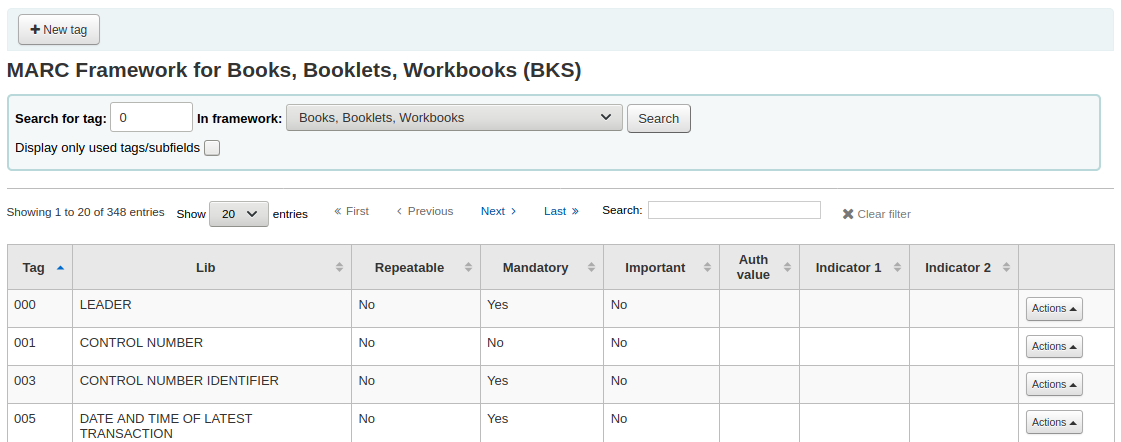 New tag
MARC Framework for Books, Booklets, Workbooks (BKS)
Search for tag: 0 In framework: Books, Booklets, Workbooks Search
Display only used tags/subfields
Showing 1 to 20 of 348 entries Show 20 entries First Previous Next Last Search: Clear filter
Tag Lib Repeatable Mandatory Important Auth value Indicator 1 Indicator 2
000 LEADER No Yes No Actions
001 CONTROL NUMBER No No No Actions
003 CONTROL NUMBER IDENTIFIER No Yes No Actions
005 DATE AND TIME OF LATEST No Yes No Actions
TRANSACTION